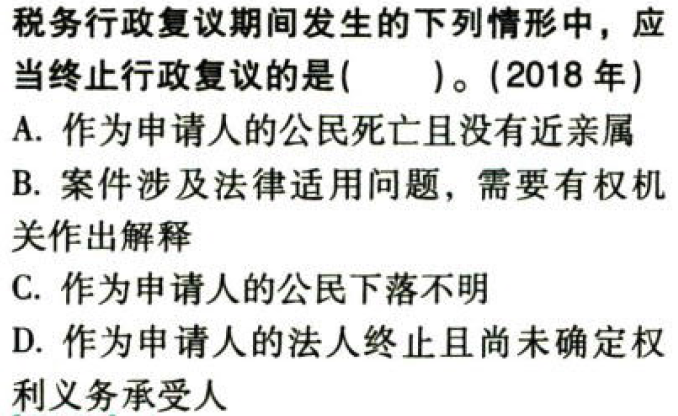 税务行政复议期间发生的下列情形中，应
当终止行政复议的是(　　)。(2018 年)
A. 作为申请人的公民死亡且没有近亲属
B. 案件涉及法律适用问题，需要有权机
关作出解释
C. 作为申请人的公民下落不明
D. 作为申请人的法人终止且尚未确定权
利义务承受人